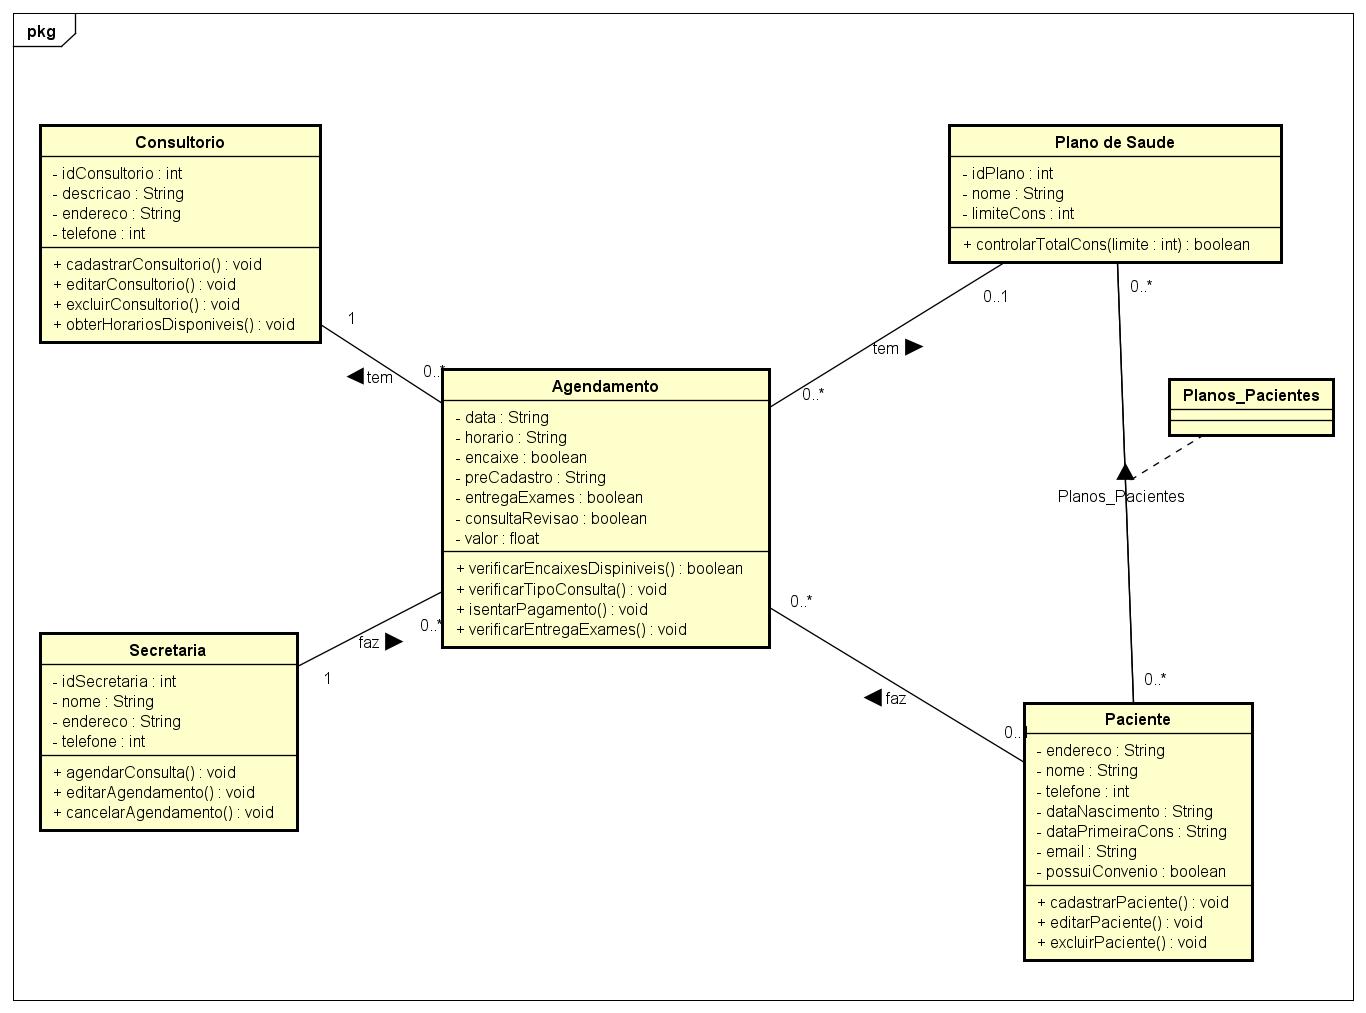 pkg
Consultorio
- idConsultorio : int
- descricao : String
- endereco : String
- telefone : int
+ cadastrarConsultorio() : void
+ editarConsultorio() : void
+ excluirConsultorio() : void
+ obterHorariosDisponiveis() : void
Plano de Saude
- idPlano : int
- nome : String
- limiteCons : int
+ controlarTotalCons(limite : int) : boolean
1
tem
0..*
0..1
tem
0..*
0..*
Planos_Pacientes
Planos_Pacientes
0..*
Agendamento
- data : String
- horario : String
- encaixe : boolean
- preCadastro : String
- entregaExames : boolean
- consultaRevisao : boolean
- valor : float
+ verificarEncaixesDispiniveis() : boolean
+ verificarTipoConsulta() : void
+ isentarPagamento() : void
+ verificarEntregaExames() : void
0..*
faz
1
0..*
faz
0..1
Secretaria
- idSecretaria : int
- nome : String
- endereco : String
- telefone : int
+ agendarConsulta() : void
+ editarAgendamento() : void
+ cancelarAgendamento() : void
Paciente
- endereco : String
- nome : String
- telefone : int
- dataNascimento : String
- dataPrimeiraCons : String
- email : String
- possuiConvenio : boolean
+ cadastrarPaciente() : void
+ editarPaciente() : void
+ excluirPaciente() : void